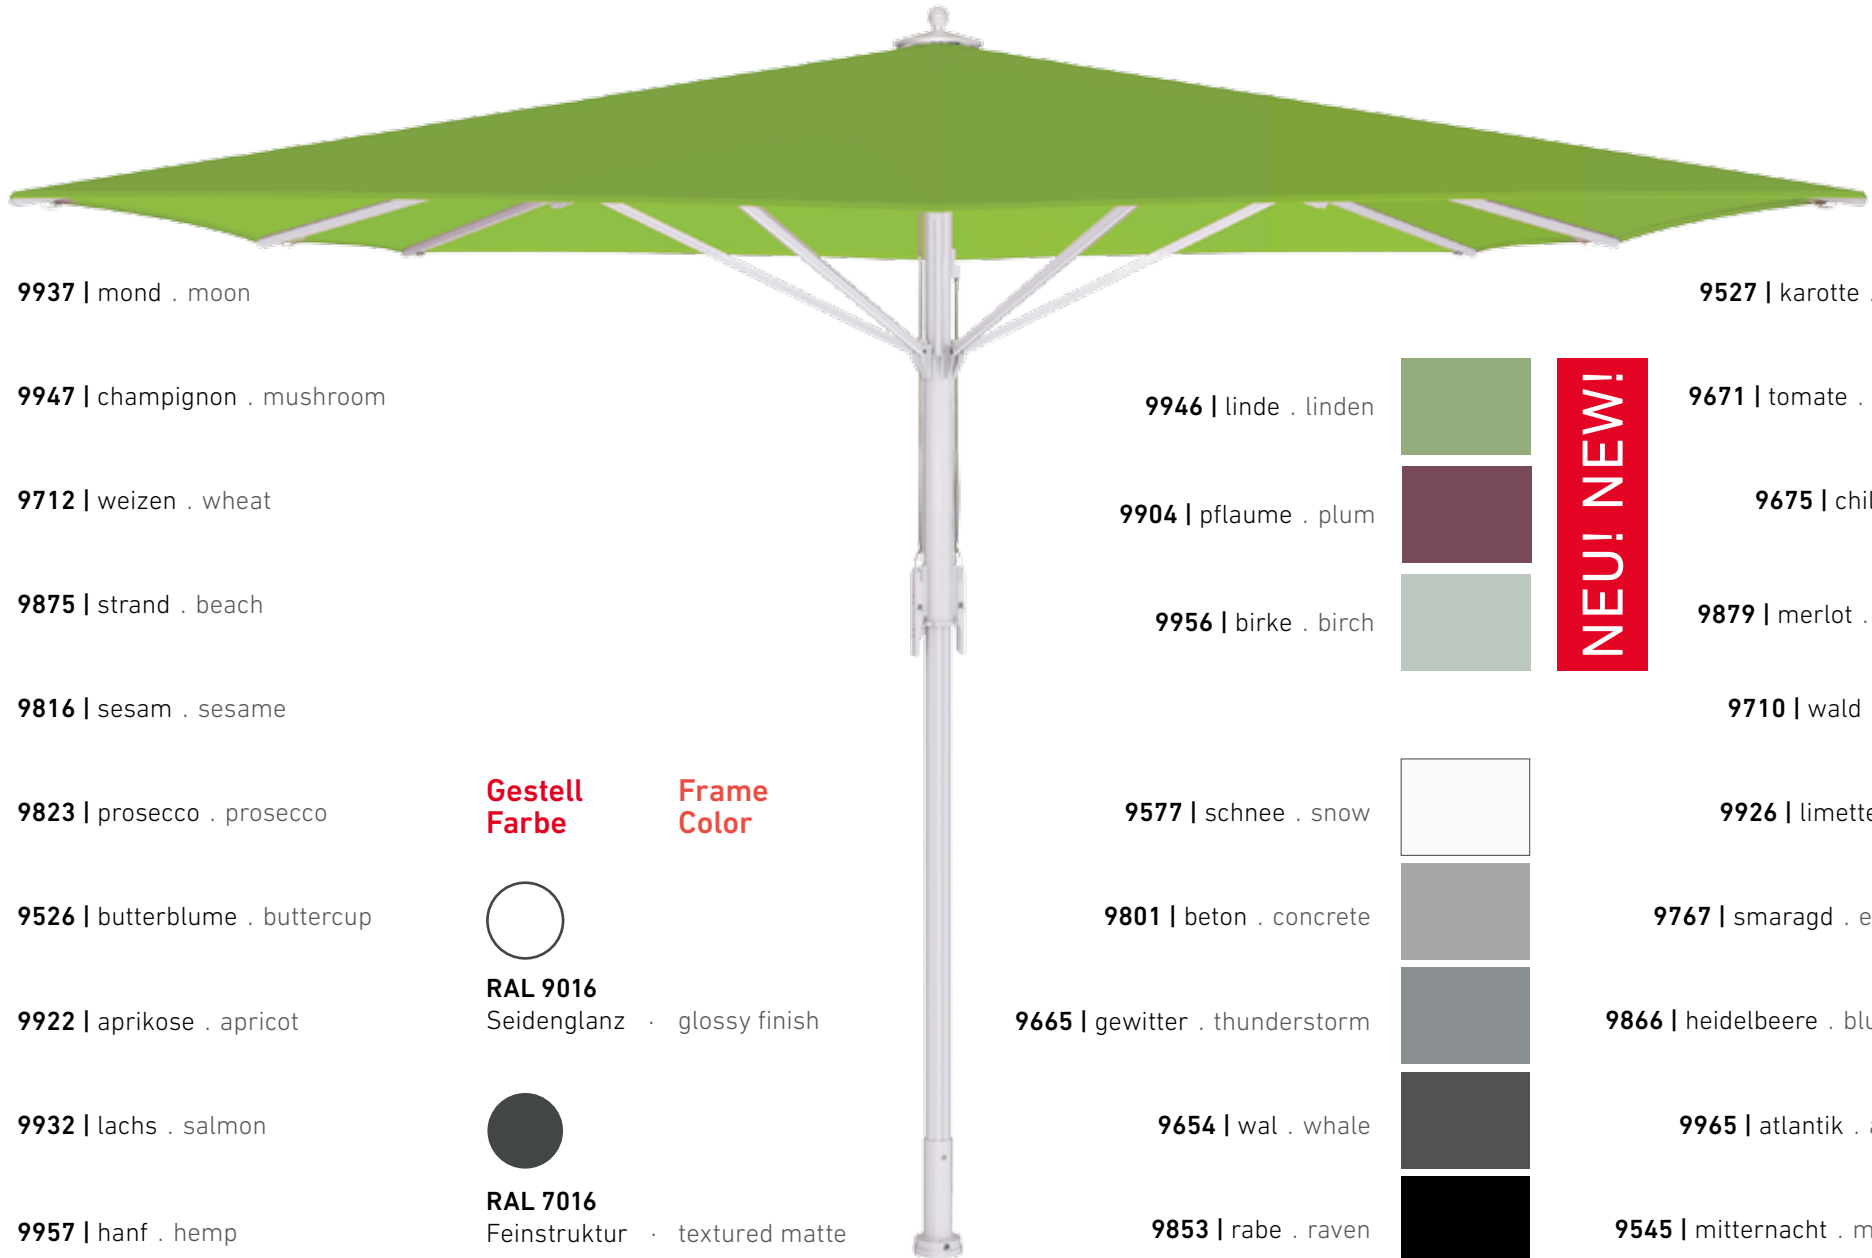 9937 | mond . moon
9947 | champignon . mushroom
9712 | weizen . wheat
9875 | strand . beach
9816 | sesam . sesame
9823 | prosecco . prosecco
9526 | butterblume . buttercup
9922 | aprikose . apricot
9932 | lachs . salmon
9957 | hanf . hemp
Gestell Frame
Farbe Color
RAL 9016
Seidenglanz · glossy finish
RAL 7016
Feinstruktur · textured matte
9946 | linde . linden
9904 | pflaume . plum
9956 | birke . birch
NEU! NEW!
9577 | schnee . snow
9801 | beton . concrete
9665 | gewitter . thunderstorm
9654 | wal . whale
9853 | rabe . raven
9527 | karotte .
9671 | tomate .
9675 |
9879 | merlot .
9710 | wald
9926 | limette
9767 | smaragd .
9866 | heidelbeere .
9965 | atlantik .
9545 | mitternacht .